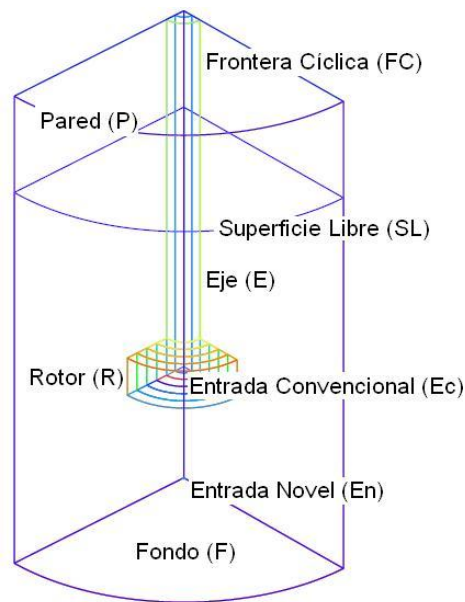 Frontera Cíclica (FC)
Pared (P)
Superficie Libre (SL)
Eje (E)
Rotor (R)
Entrada Convencional (Ec)
Entrada Novel (En)
Fondo (F)